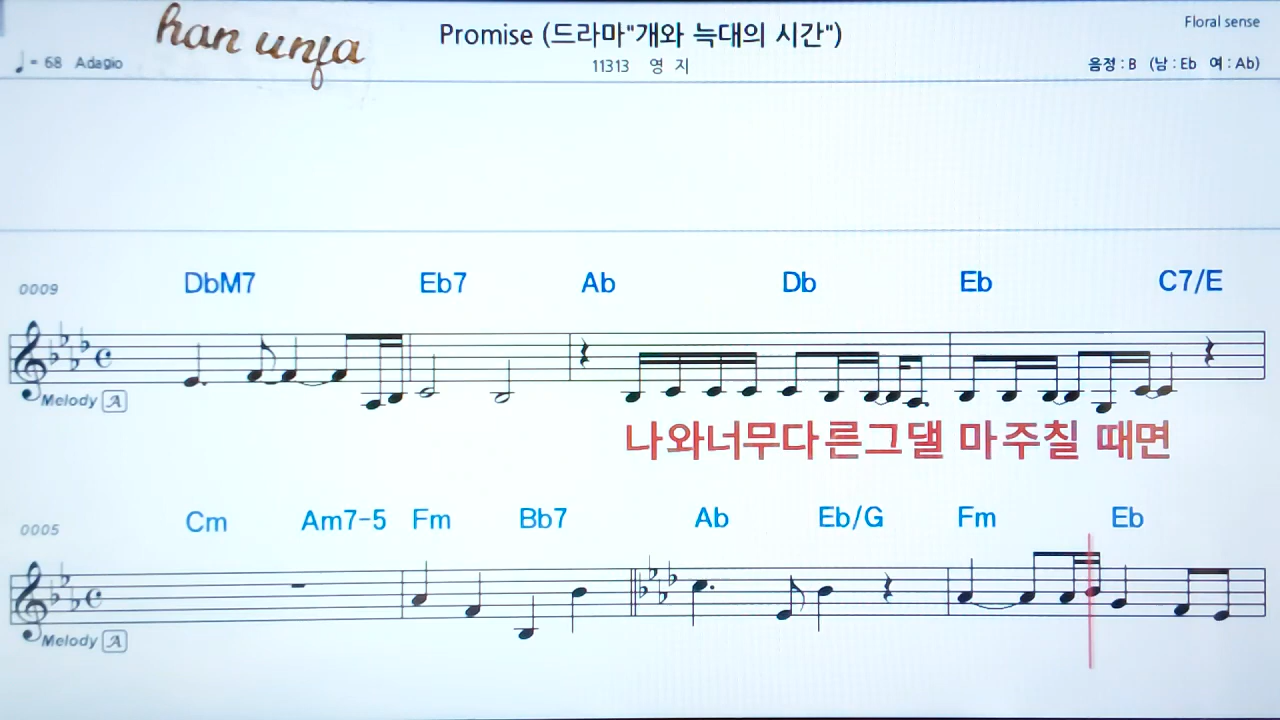 han unfa
Promise (드라마"개와 늑대의 시간")
Floral sense
♩= 68 Adagio
11313 영 지
음정 : B (남 : Eb 여 : Ab)
0009 DbM7 Eb7 Ab Db Eb C7/E
Melody A
나와너무다른그댈 마주칠 때면
0005 Cm Am7-5 Fm Bb7 Ab Eb/G Fm Eb
Melody A